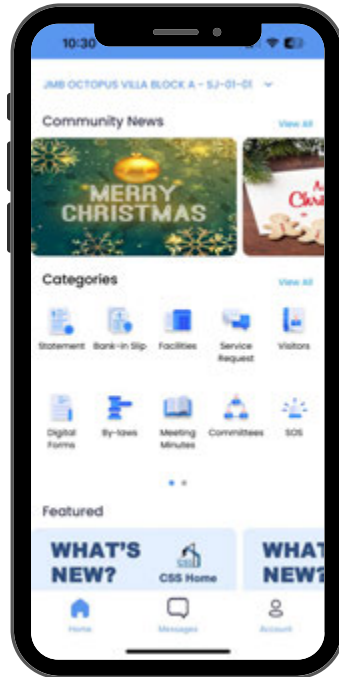 10:30
JMB OCTOPUS VILLA BLOCK A - SJ-01-01
Community News
View All
MERRY
CHRISTMAS
Categories
View All
Statement
Bank-in Slip
Facilities
Service
Request
Visitors
Digital
Forms
By-laws
Meeting
Minutes
Committees
SOS
Featured
WHAT'S
NEW?
CSS Home
WHAT
NEW?
Home
Messages
Account